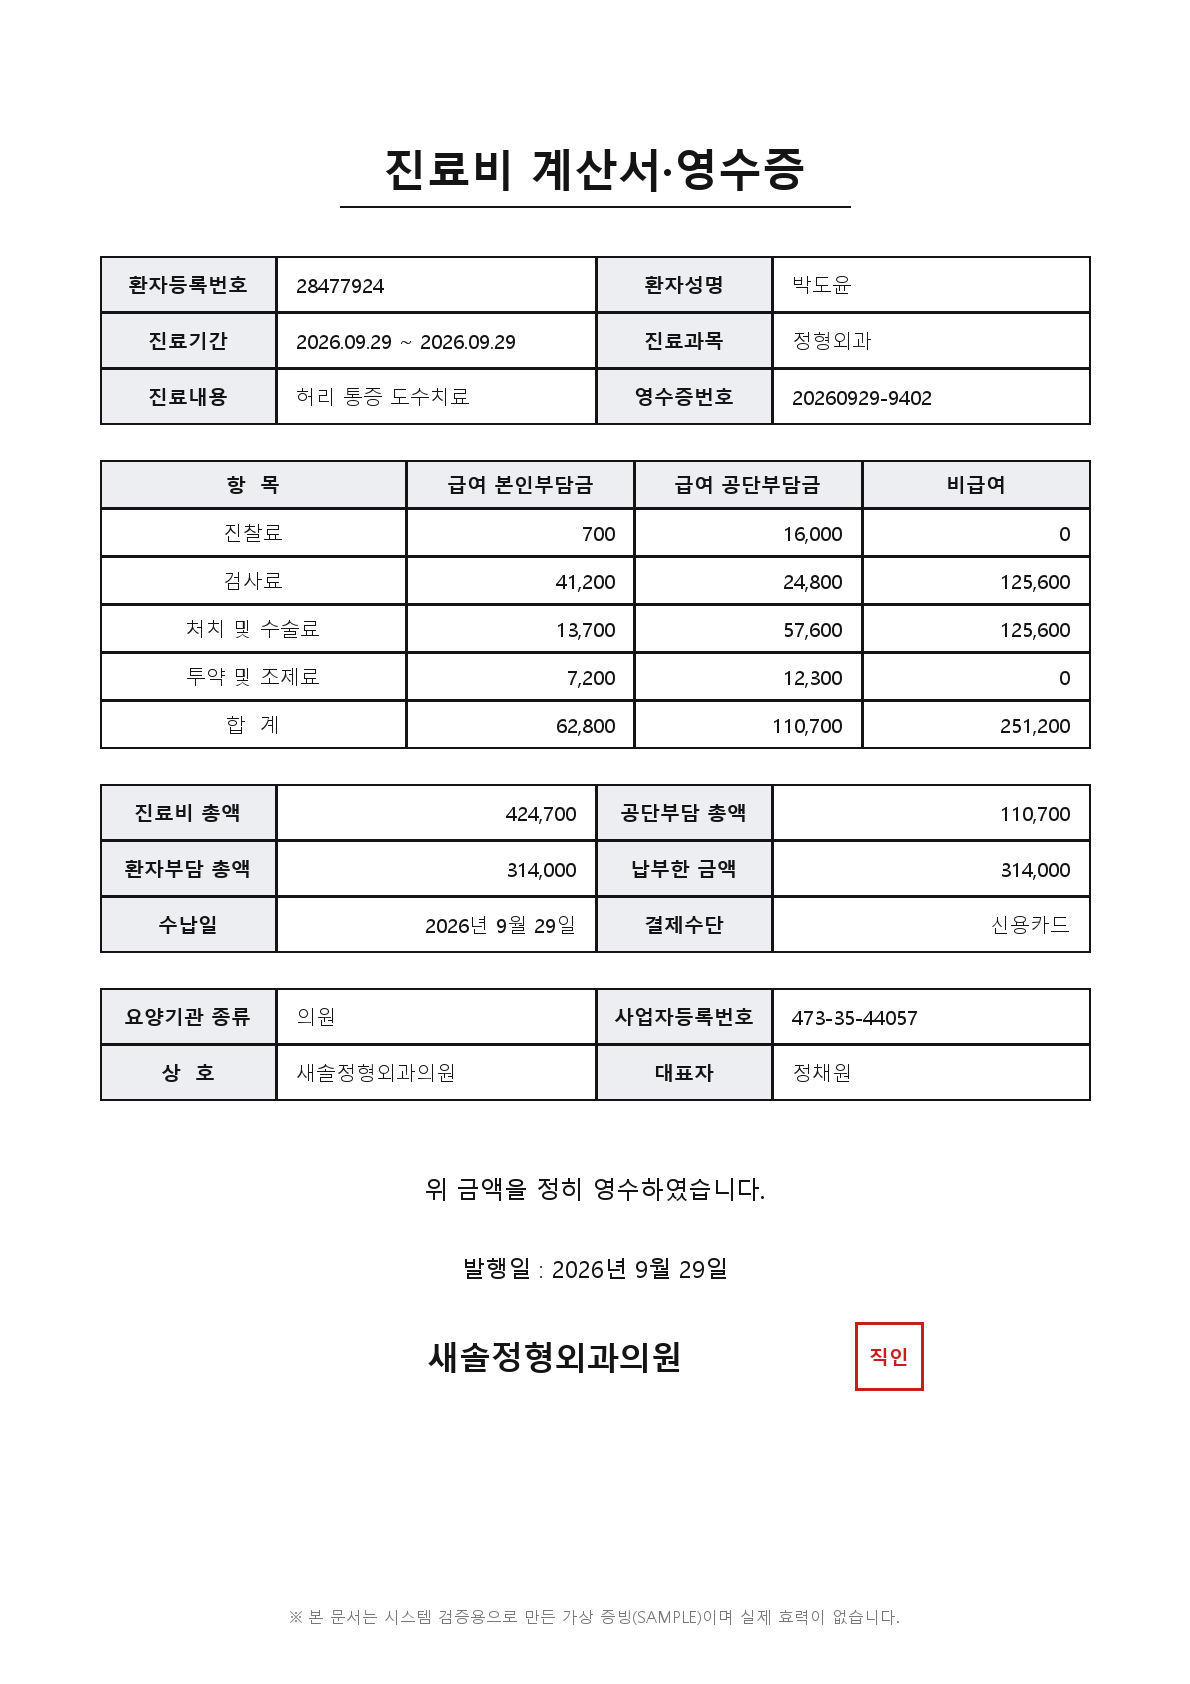 진료비 계산서·영수증
환자등록번호 28477924 환자성명 박도윤
진료기간 2026.09.29 ~ 2026.09.29 진료과목 정형외과
진료내용 허리 통증 도수치료 영수증번호 20260929-9402
항 목 급여 본인부담금 급여 공단부담금 비급여
진찰료 700 16,000 0
검사료 41,200 24,800 125,600
처치 및 수술료 13,700 57,600 125,600
투약 및 조제료 7,200 12,300 0
합 계 62,800 110,700 251,200
진료비 총액 424,700 공단부담 총액 110,700
환자부담 총액 314,000 납부한 금액 314,000
수납일 2026년 9월 29일 결제수단 신용카드
요양기관 종류 의원 사업자등록번호 473-35-44057
상 호 새솔정형외과의원 대표자 정채원
위 금액을 정히 영수하였습니다.
발행일 : 2026년 9월 29일
새솔정형외과의원 직인
※ 본 문서는 시스템 검증용으로 만든 가상 증빙(SAMPLE)이며 실제 효력이 없습니다.